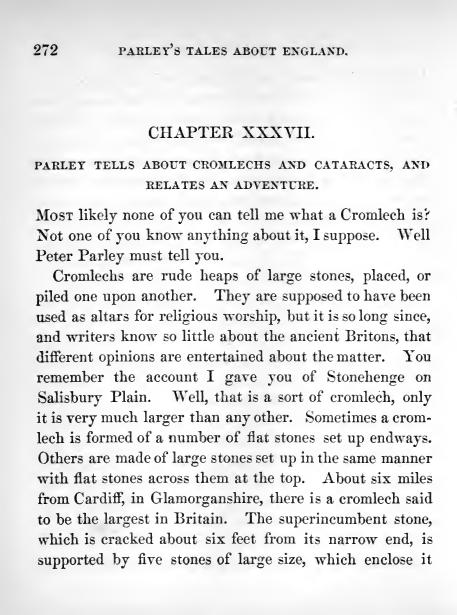 272 PARLEY'S TALES ABOUT ENGLAND.
CHAPTER XXXVII.
PARLEY TELLS ABOUT CROMLECHS AND CATARACTS, AND
RELATES AN ADVENTURE.
MOST likely none of you can tell me what a Cromlech is?
Not one of you know anything about it, I suppose. Well
Peter Parley must tell you.
Cromlechs are rude heaps of large stones, placed, or
piled one upon another. They are supposed to have been
used as altars for religious worship, but it is so long since,
and writers know so little about the ancient Britons, that
different opinions are entertained about the matter. You
remember the account I gave you of Stonehenge on
Salisbury Plain. Well, that is a sort of cromlech, only
it is very much larger than any other. Sometimes a crom-
lech is formed of a number of flat stones set up endways.
Others are made of large stones set up in the same manner
with flat stones across them at the top. About six miles
from Cardiff, in Glamorganshire, there is a cromlech said
to be the largest in Britain. The superincumbent stone,
which is cracked about six feet from its narrow end, is
supported by five stones of large size, which enclose it